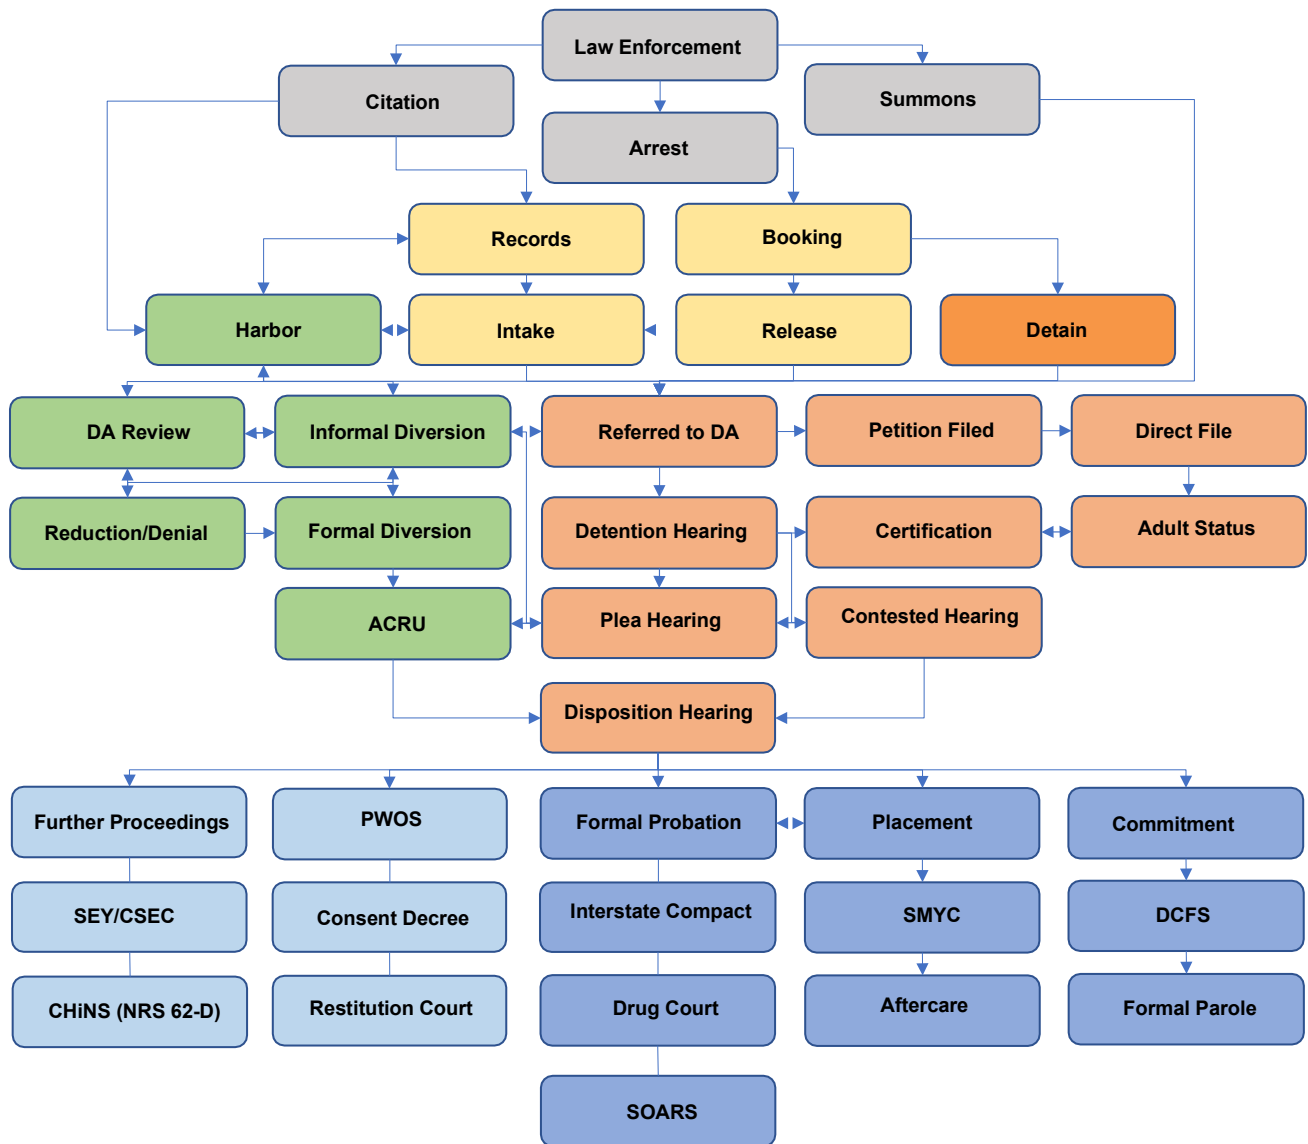 Law Enforcement
Citation
Summons
Arrest
Records
Booking
Harbor
Intake
Release
Detain
DA Review
Informal Diversion
Referred to DA
Petition Filed
Direct File
Reduction/Denial
Formal Diversion
Detention Hearing
Certification
Adult Status
ACRU
Plea Hearing
Contested Hearing
Disposition Hearing
Further Proceedings
PWOS
Formal Probation
Placement
Commitment
SEY/CSEC
Consent Decree
Interstate Compact
SMYC
DCFS
CHiNS (NRS 62-D)
Restitution Court
Drug Court
Aftercare
Formal Parole
SOARS